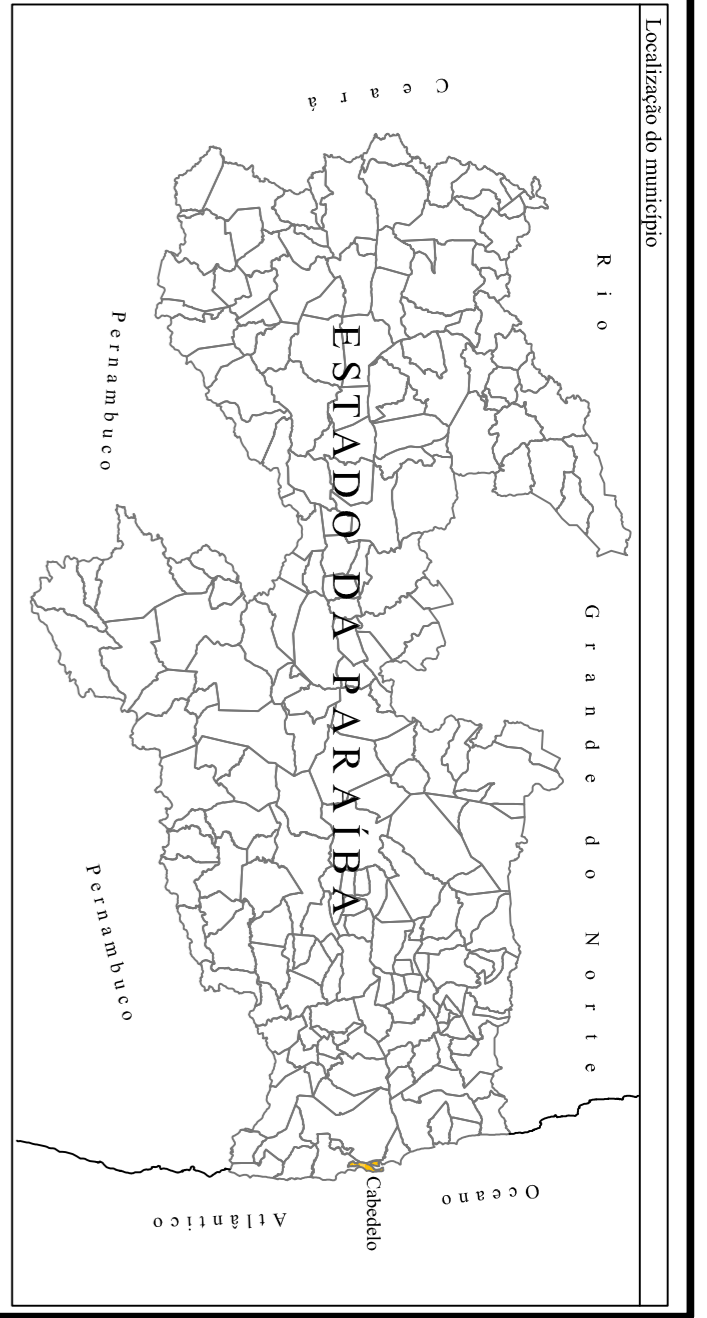 Localização do município
Rio Grande do Norte
Ceará
ESTADO DA PARAÍBA
Pernambuco
Pernambuco
Cabedelo
Oceano
Atlântico